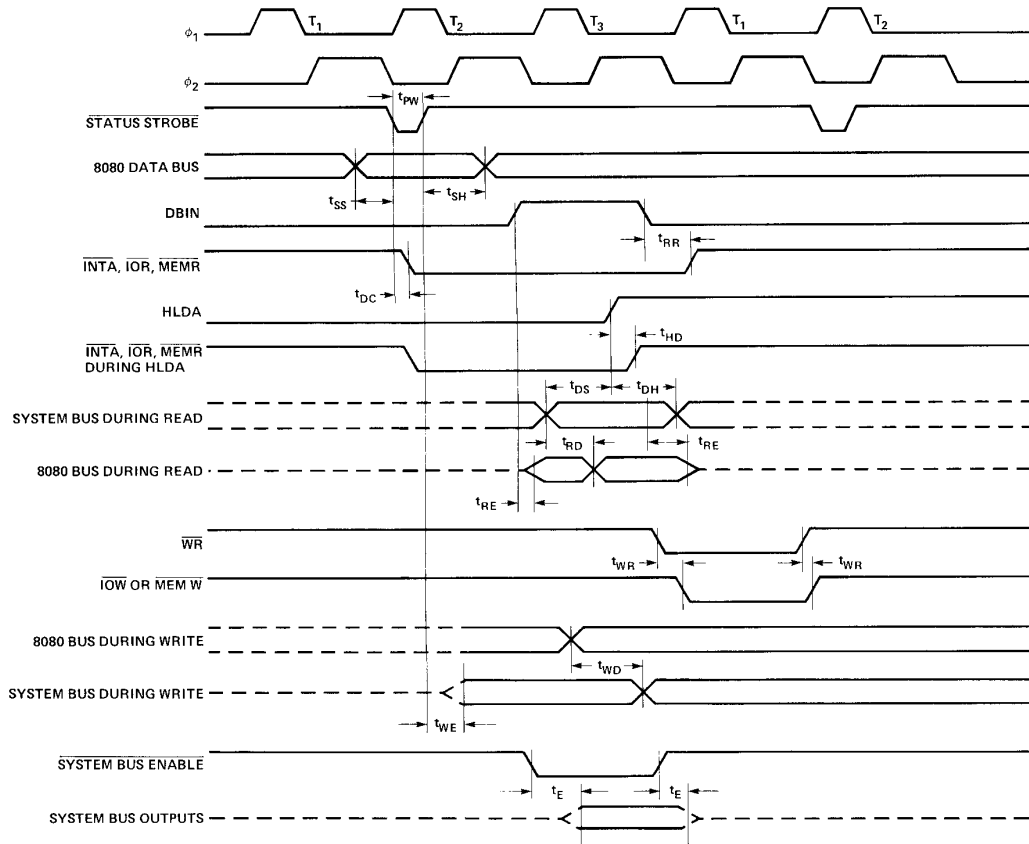 φ1 T1 T2 T3 T1 T2
φ2
tPW
STATUS STROBE
8080 DATA BUS
tSS tSH
DBIN
tRR
INTA, IOR, MEMR
tDC
HLDA
tHD
INTA, IOR, MEMR
DURING HLDA
tDS tDH
SYSTEM BUS DURING READ
tRD tRE
8080 BUS DURING READ
tRE
WR
tWR tWR
IOW OR MEM W
8080 BUS DURING WRITE
tWD
SYSTEM BUS DURING WRITE
tWE
SYSTEM BUS ENABLE
tE tE
SYSTEM BUS OUTPUTS